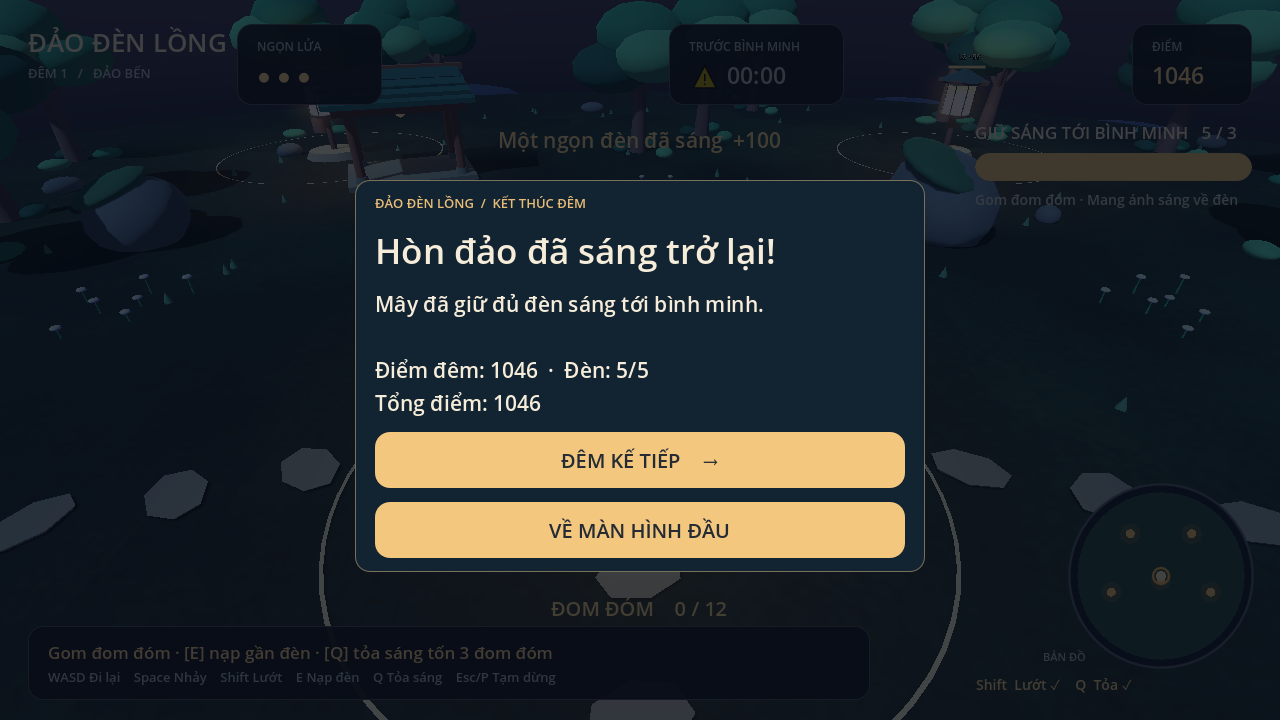 ĐẢO ĐÈN LỒNG
ĐÊM 1 / ĐẢO BẾN
NGỌN LỬA
TRƯỚC BÌNH MINH
00:00
ĐIỂM
1046
Một ngọn đèn đã sáng +100
GIỮ SÁNG TỚI BÌNH MINH 5 / 3
Gom đom đóm · Mang ánh sáng về đèn
ĐẢO ĐÈN LỒNG / KẾT THÚC ĐÊM
Hòn đảo đã sáng trở lại!
Mây đã giữ đủ đèn sáng tới bình minh.
Điểm đêm: 1046 · Đèn: 5/5
Tổng điểm: 1046
ĐÊM KẾ TIẾP →
VỀ MÀN HÌNH ĐẦU
ĐOM ĐÓM 0 / 12
Gom đom đóm · [E] nạp gần đèn · [Q] tỏa sáng tốn 3 đom đóm
WASD Đi lại Space Nhảy Shift Lướt E Nạp đèn Q Tỏa sáng Esc/P Tạm dừng
BẢN ĐỒ
Shift Lướt ✓ Q Tỏa ✓